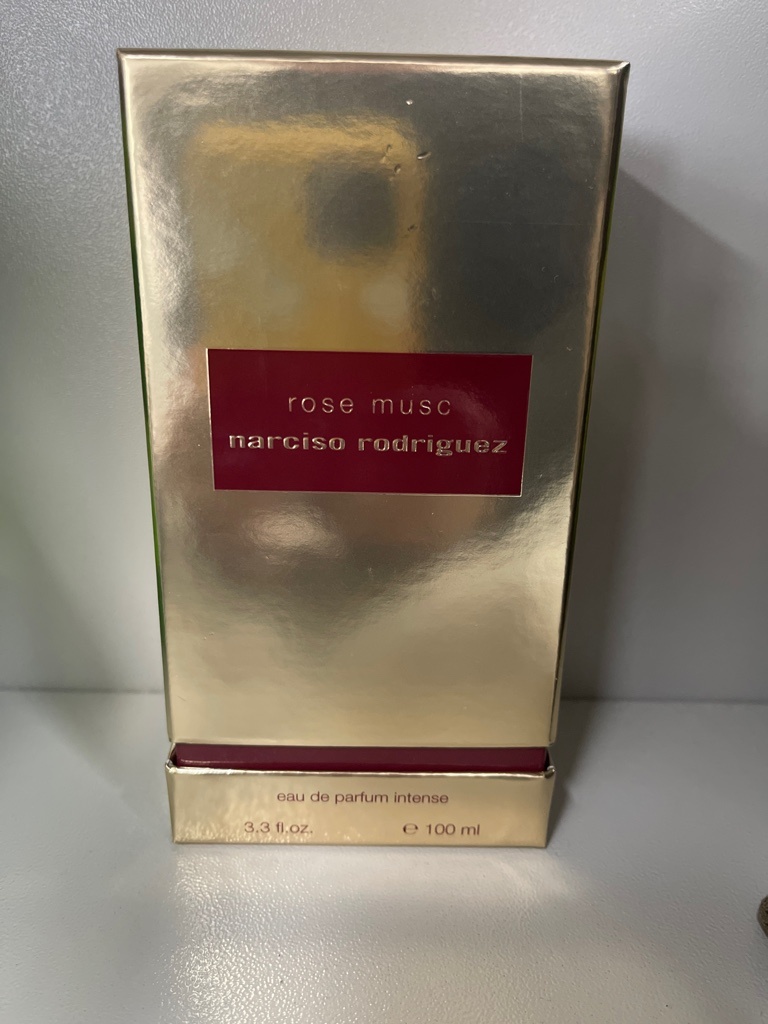 rose musc
narciso rodriguez
eau de parfum intense
3.3 fl.oz. ℮ 100 ml